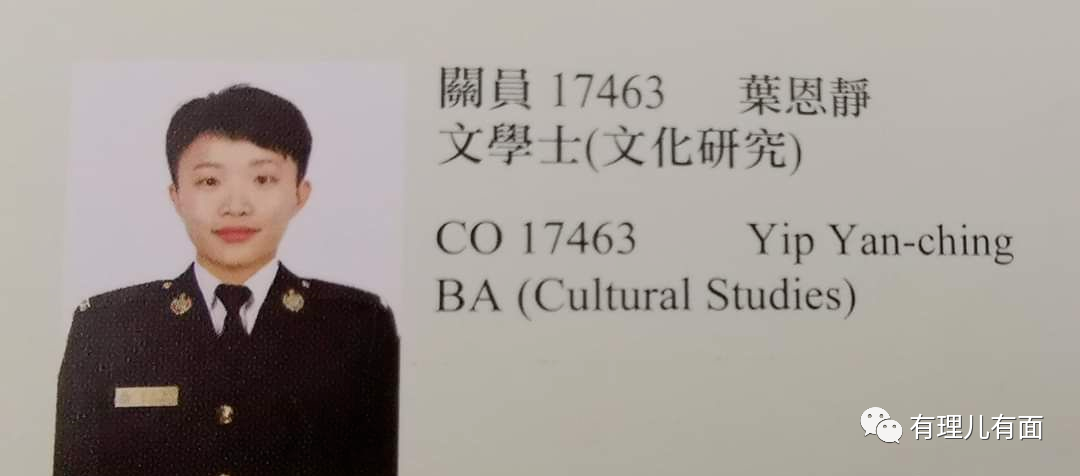 關員 17463 葉恩靜
文學士(文化研究)
CO 17463 Yip Yan-ching
BA (Cultural Studies)
有理儿有面